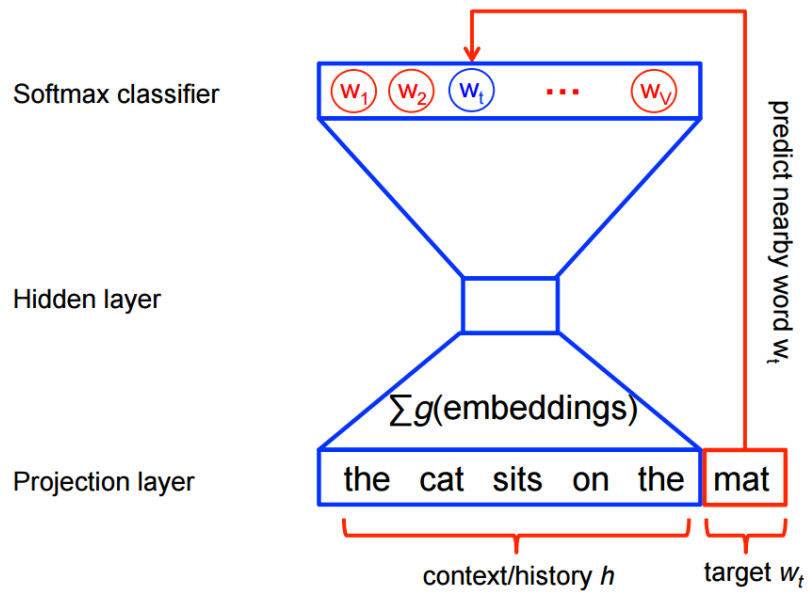 Softmax classifier
w1 w2 wt ... wV
predict nearby word wt
Hidden layer
∑g(embeddings)
Projection layer
the cat sits on the mat
context/history h
target wt